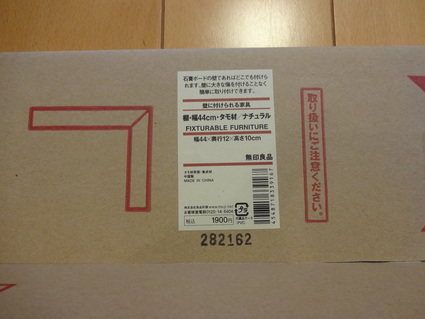 石膏ボードの壁であればどこでも付けら
れます。壁に大きな傷を付けることなく
簡単に取り付けできます。
壁に付けられる家具
棚・幅44cm・タモ材/ナチュラル
FIXTURABLE FURNITURE
幅44×奥行12×高さ10cm
無印良品
MADE IN CHINA
税込 1900円
282162
取り扱いにご注意ください。